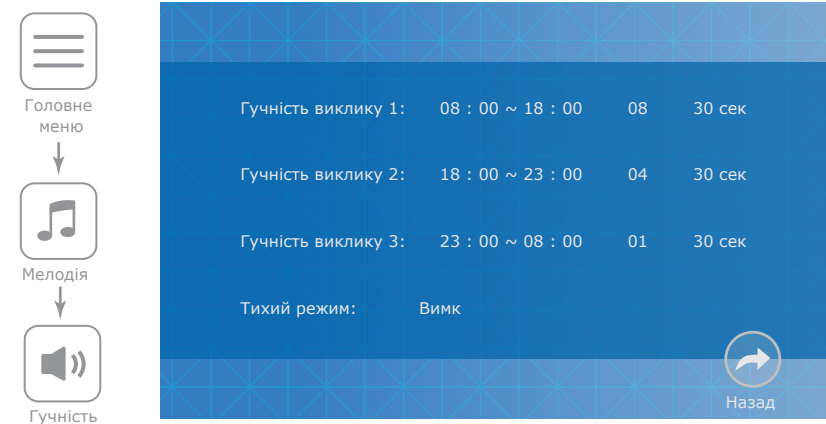 Головне
меню
Мелодія
Гучність
Гучність виклику 1: 08 : 00 ~ 18 : 00 08 30 сек
Гучність виклику 2: 18 : 00 ~ 23 : 00 04 30 сек
Гучність виклику 3: 23 : 00 ~ 08 : 00 01 30 сек
Тихий режим: Вимк
Назад